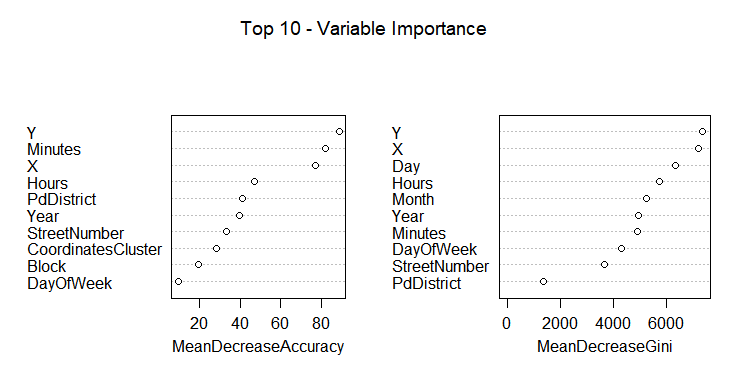 Top 10 - Variable Importance
Y
Minutes
X
Hours
PdDistrict
Year
StreetNumber
CoordinatesCluster
Block
DayOfWeek
20 40 60 80
MeanDecreaseAccuracy
Y
X
Day
Hours
Month
Year
Minutes
DayOfWeek
StreetNumber
PdDistrict
0 2000 4000 6000
MeanDecreaseGini